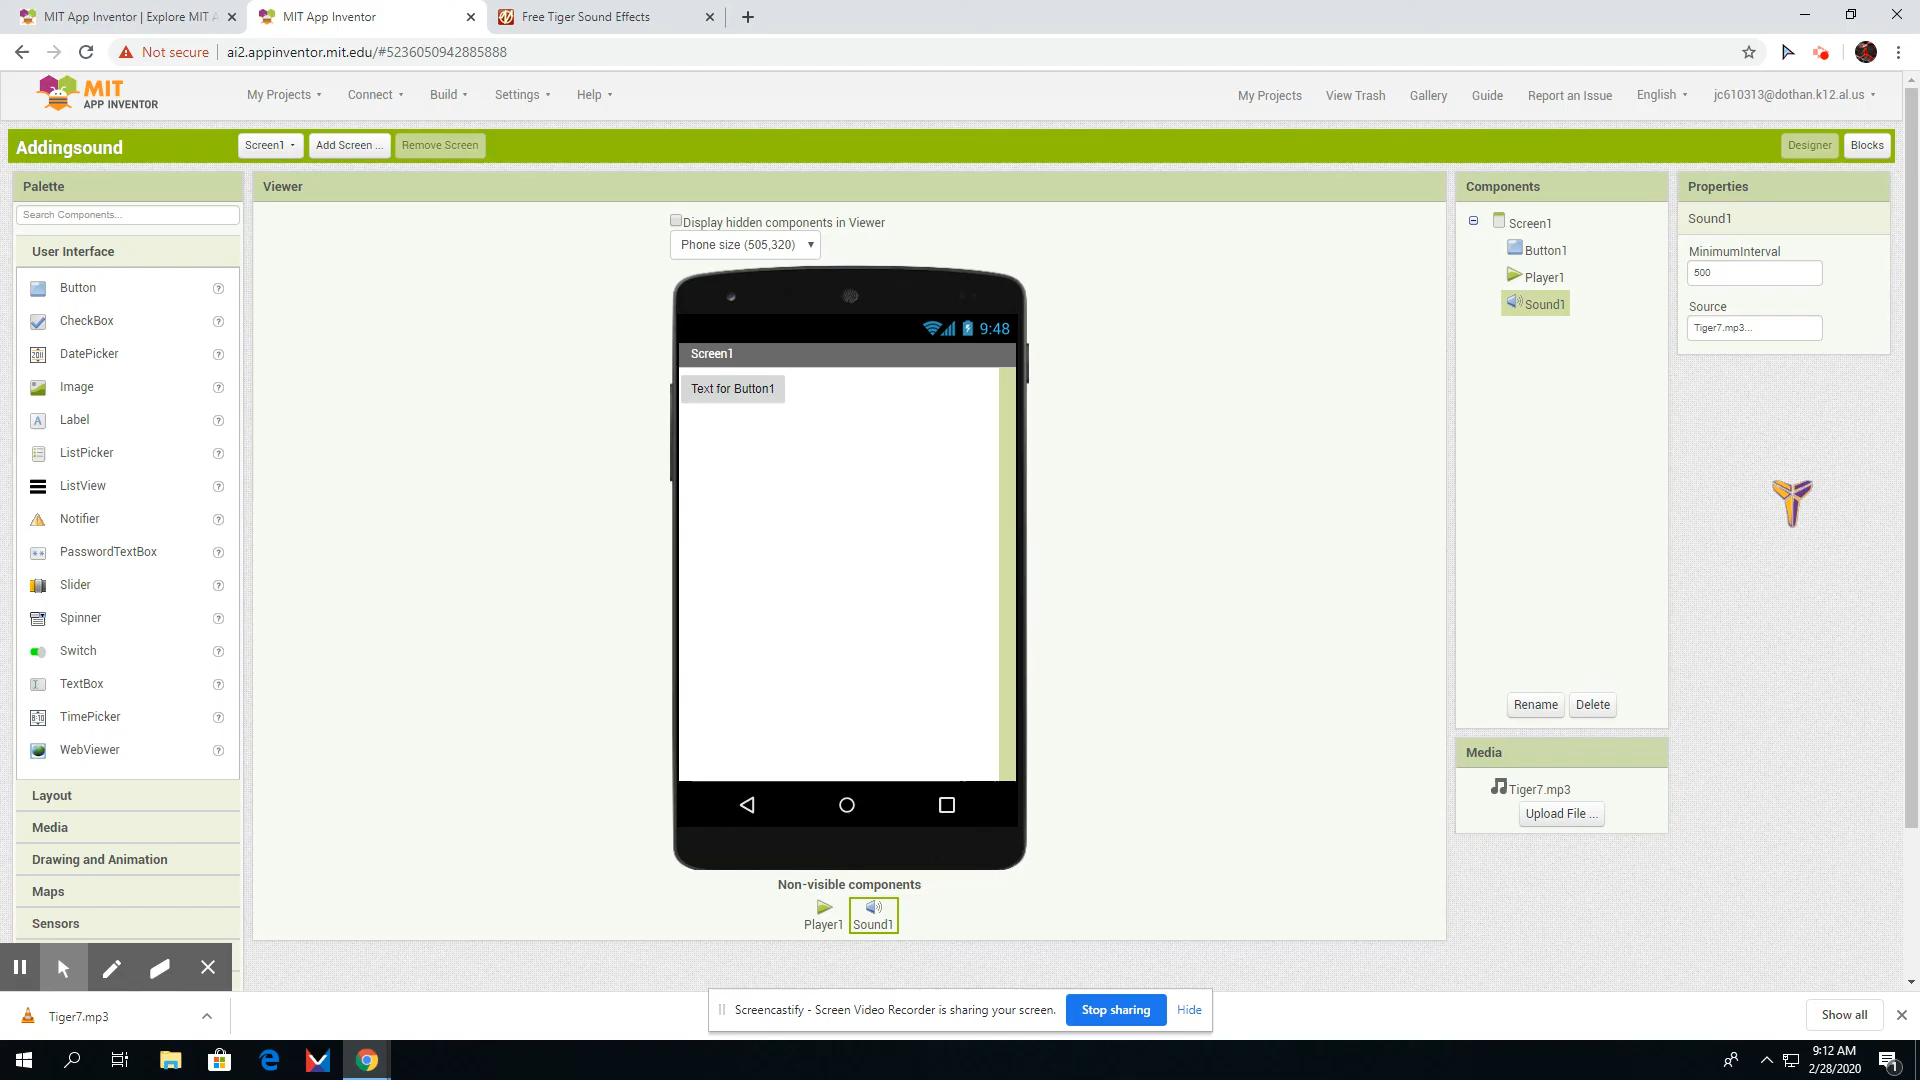 MIT App Inventor | Explore MIT A
MIT App Inventor
Free Tiger Sound Effects
Not secure
ai2.appinventor.mit.edu/#5236050942885888
MIT
APP INVENTOR
My Projects
Connect
Build
Settings
Help
My Projects
View Trash
Gallery
Guide
Report an Issue
English
jc610313@dothan.k12.al.us
Addingsound
Screen1
Add Screen ...
Remove Screen
Designer
Blocks
Palette
Search Components...
User Interface
Button
CheckBox
DatePicker
Image
Label
ListPicker
ListView
Notifier
PasswordTextBox
Slider
Spinner
Switch
TextBox
TimePicker
WebViewer
Layout
Media
Drawing and Animation
Maps
Sensors
Viewer
Display hidden components in Viewer
Phone size (505,320)
9:48
Screen1
Text for Button1
Non-visible components
Player1
Sound1
Components
Screen1
Button1
Player1
Sound1
Rename
Delete
Media
Tiger7.mp3
Upload File ...
Properties
Sound1
MinimumInterval
500
Source
Tiger7.mp3...
Tiger7.mp3
Screencastify - Screen Video Recorder is sharing your screen.
Stop sharing
Hide
Show all
9:12 AM
2/28/2020
1